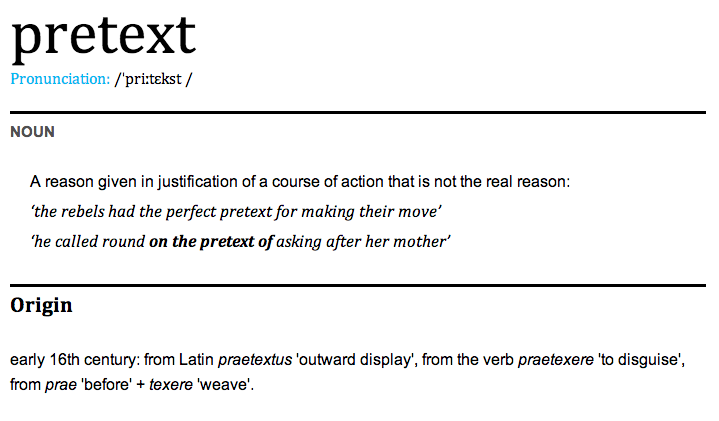 pretext
Pronunciation: /ˈpriːtɛkst /
NOUN
A reason given in justification of a course of action that is not the real reason:
‘the rebels had the perfect pretext for making their move’
‘he called round on the pretext of asking after her mother’
Origin
early 16th century: from Latin praetextus 'outward display', from the verb praetexere 'to disguise',
from prae 'before' + texere 'weave'.